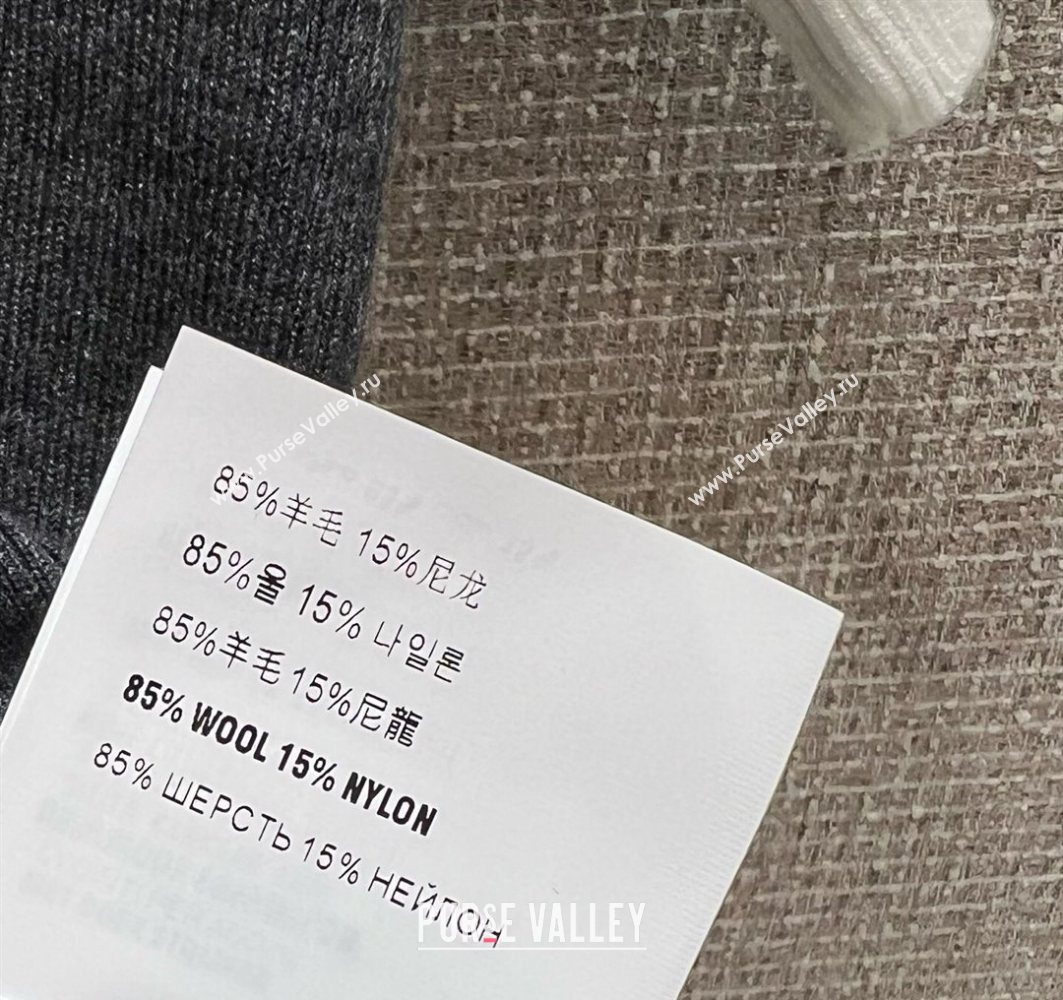 www.PurseValley.ru
www.PurseValley.ru
85%羊毛 15%尼龙
85%울 15% 나일론
85%羊毛 15%尼龍
85% WOOL 15% NYLON
85% ШЕРСТЬ 15% НЕЙЛОН
PURSE VALLEY